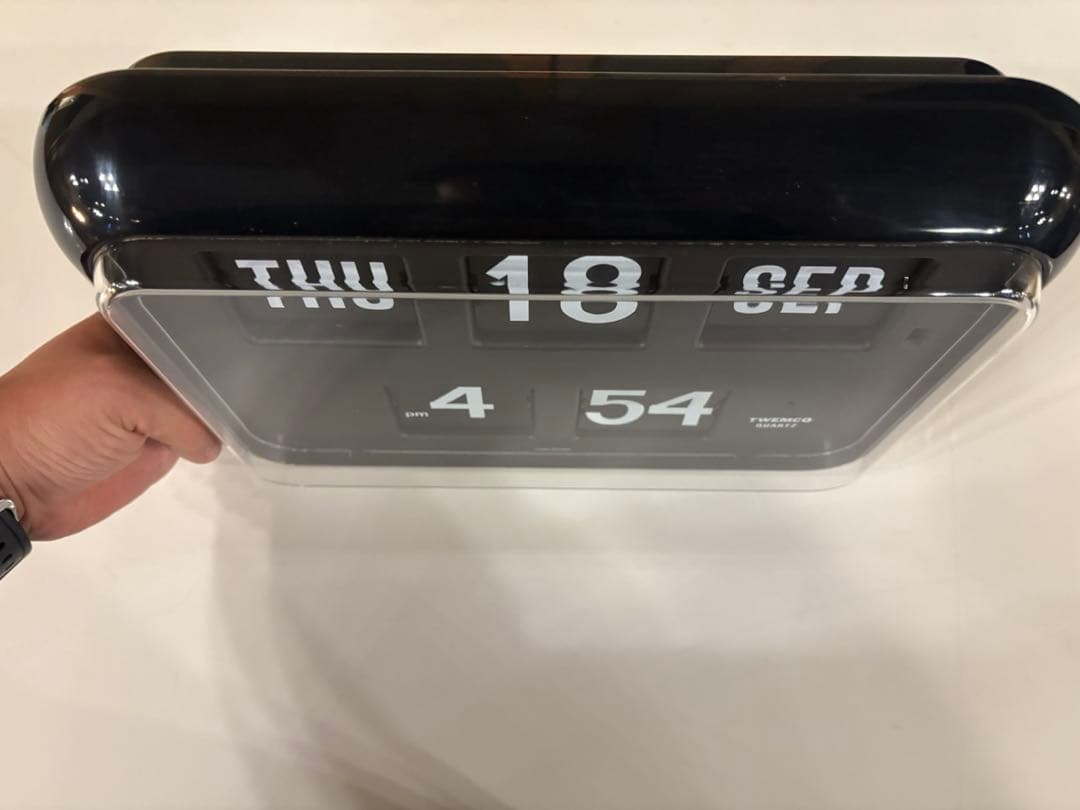 THU 18 SEP
pm 4 54
TWEMCO
QUARTZ